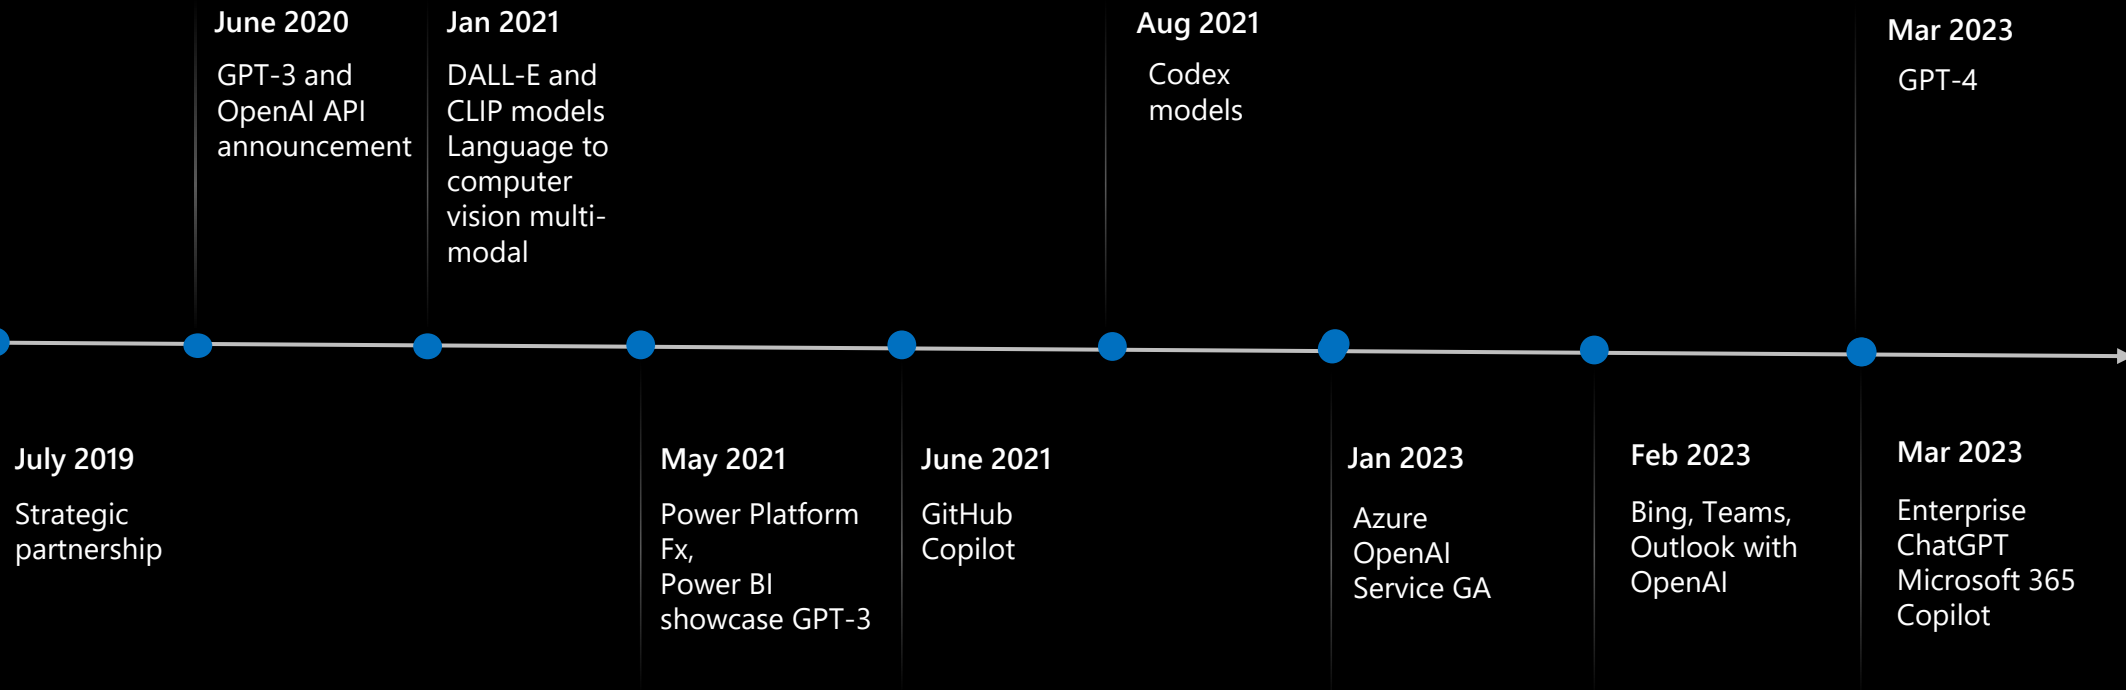 June 2020
GPT-3 and
OpenAI API
announcement
Jan 2021
DALL-E and
CLIP models
Language to
computer
vision multi-
modal
Aug 2021
Codex
models
Mar 2023
GPT-4
July 2019
Strategic
partnership
May 2021
Power Platform
Fx,
Power BI
showcase GPT-3
June 2021
GitHub
Copilot
Jan 2023
Azure
OpenAI
Service GA
Feb 2023
Bing, Teams,
Outlook with
OpenAI
Mar 2023
Enterprise
ChatGPT
Microsoft 365
Copilot